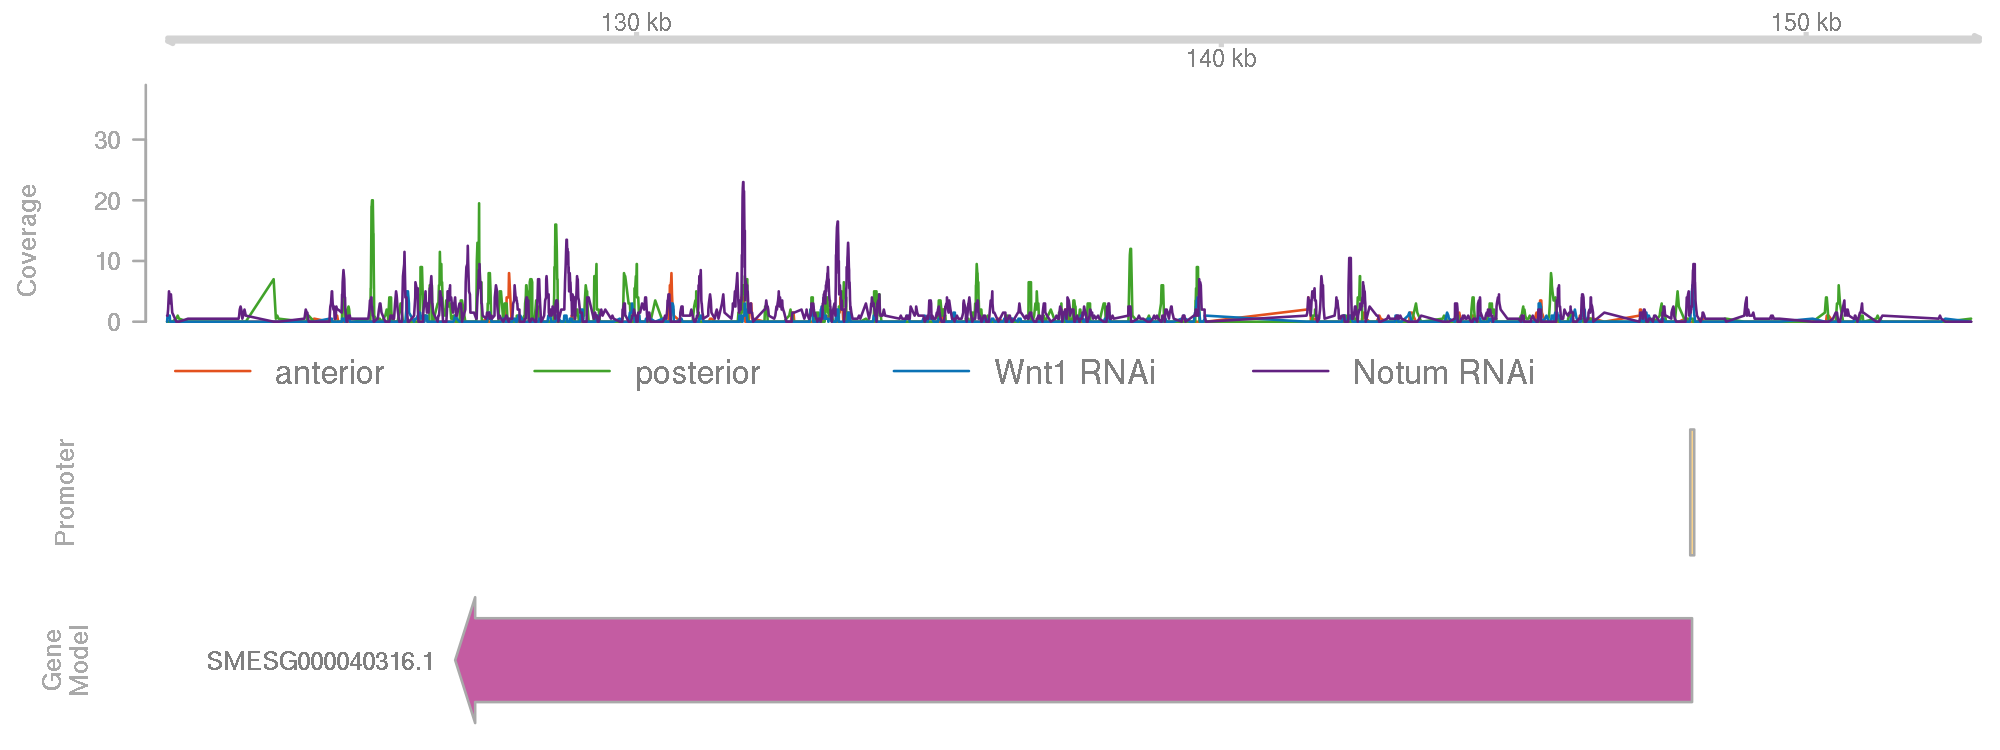 130 kb
150 kb
140 kb
Coverage
30
20
10
0
anterior
posterior
Wnt1 RNAi
Notum RNAi
Promoter
Gene
Model
SMESG000040316.1